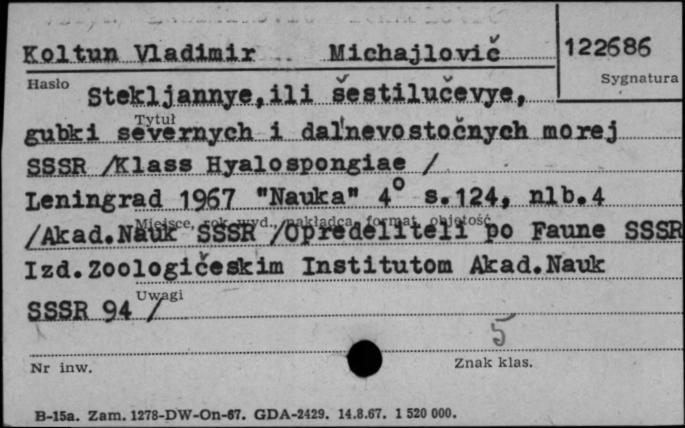 Koltun Vladimir Michajlovič
122686
Hasło
Sygnatura
Stekljannye,ili šestilučevye,
Tytuł
gubki severnych i dal'nevostočnych morej
SSSR /Klass Hyalospongiae /
Leningrad 1967 "Nauka" 4° s.124, nlb.4
Miejsce, rok wyd., nakładca, format, objętość
/Akad.Nauk SSSR /Opredeliteli po Faune SSSR
Izd.Zoologičeskim Institutom Akad.Nauk
Uwagi
SSSR 94 /
5
Nr inw.
Znak klas.
B-15a. Zam. 1278-DW-On-67. GDA-2429. 14.8.67. 1 520 000.